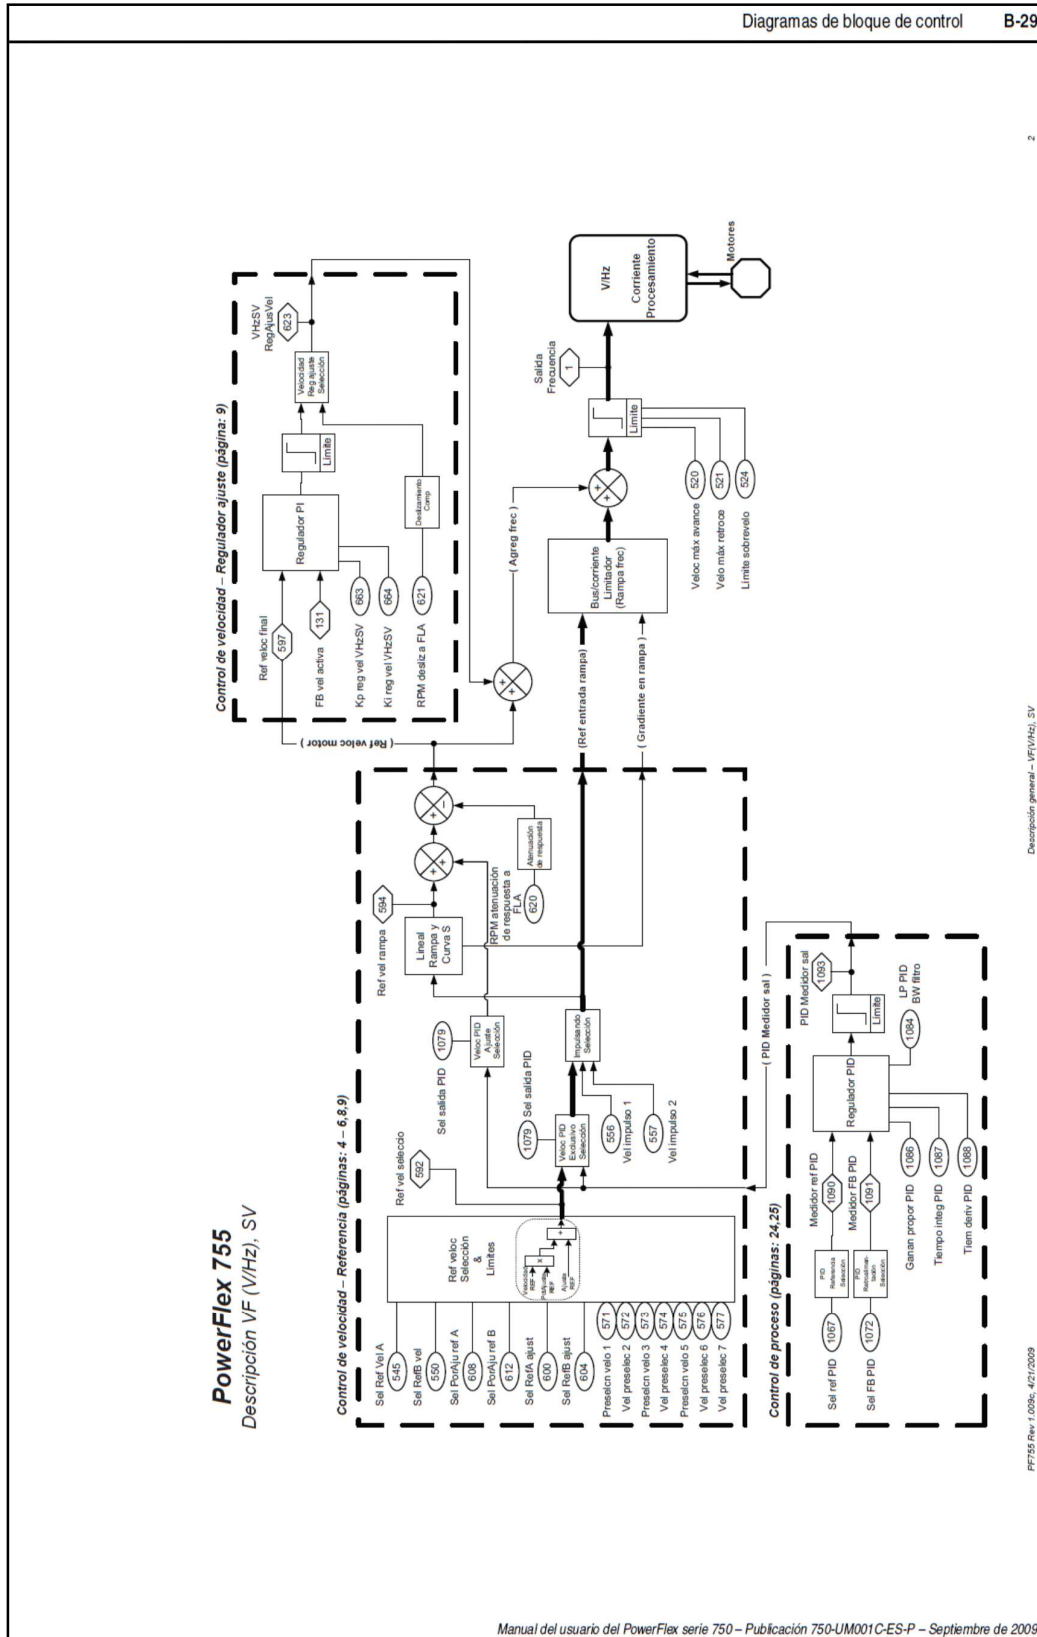 Diagramas de bloque de control B-29
PowerFlex 755
Descripción VF (V/Hz), SV
Control de velocidad – Referencia (páginas: 4 – 6,8,9)
Sel Ref Vel A
545
Sel RefB vel
550
Sel PorAju ref A
608
Sel PorAju ref B
612
Sel RefA ajust
600
Sel RefB ajust
604
Preselcn velo 1
571
Vel preselec 2
572
Preselcn velo 3
573
Vel preselec 4
574
Preselcn velo 5
575
Vel preselec 6
576
Vel preselec 7
577
Ref veloc
Selección
&
Límites
Velocidad
REF
PctAjuste
REF
Ajuste
REF
x
+
Ref vel seleccio
592
Sel salida PID
1079
Veloc PID
Ajuste
Selección
1079
Sel salida PID
Veloc PID
Exclusivo
Selección
556
Vel impulso 1
557
Vel impulso 2
Impulsando
Selección
Ref vel rampa
594
Lineal
Rampa y
Curva S
+
+
+
-
RPM atenuación
de respuesta a
FLA
620
Atenuación
de respuesta
( Ref veloc motor )
(Ref entrada rampa)
( Gradiente en rampa )
Control de velocidad – Regulador ajuste (página: 9)
Ref veloc final
597
FB vel activa
131
Kp reg vel VHzSV
663
Ki reg vel VHzSV
664
RPM desliz a FLA
621
Regulador PI
Deslizamiento
Comp
Límite
Velocidad
Reg ajuste
Selección
VHzSV
RegAjusVel
623
+
+
( Agreg frec )
Bus/corriente
Limitador
(Rampa frec)
+
+
Límite
520
Veloc máx avance
521
Velo máx retroce
524
Límite sobrevelo
Salida
Frecuencia
1
V/Hz
Corriente
Procesamiento
Motores
Control de proceso (páginas: 24,25)
Sel ref PID
1067
PID
Referencia
Selección
Medidor ref PID
1090
Sel FB PID
1072
PID
Retroalimen-
tación
Selección
Medidor FB PID
1091
Ganan propor PID
1086
Tiempo integ PID
1087
Tiem deriv PID
1088
Regulador PID
1084
LP PID
BW filtro
Límite
PID Medidor sal
1093
( PID Medidor sal )
PF755 Rev 1.009c, 4/21/2009
Descripción general – VF(V/Hz), SV
2
Manual del usuario del PowerFlex serie 750 – Publicación 750-UM001C-ES-P – Septiembre de 2009